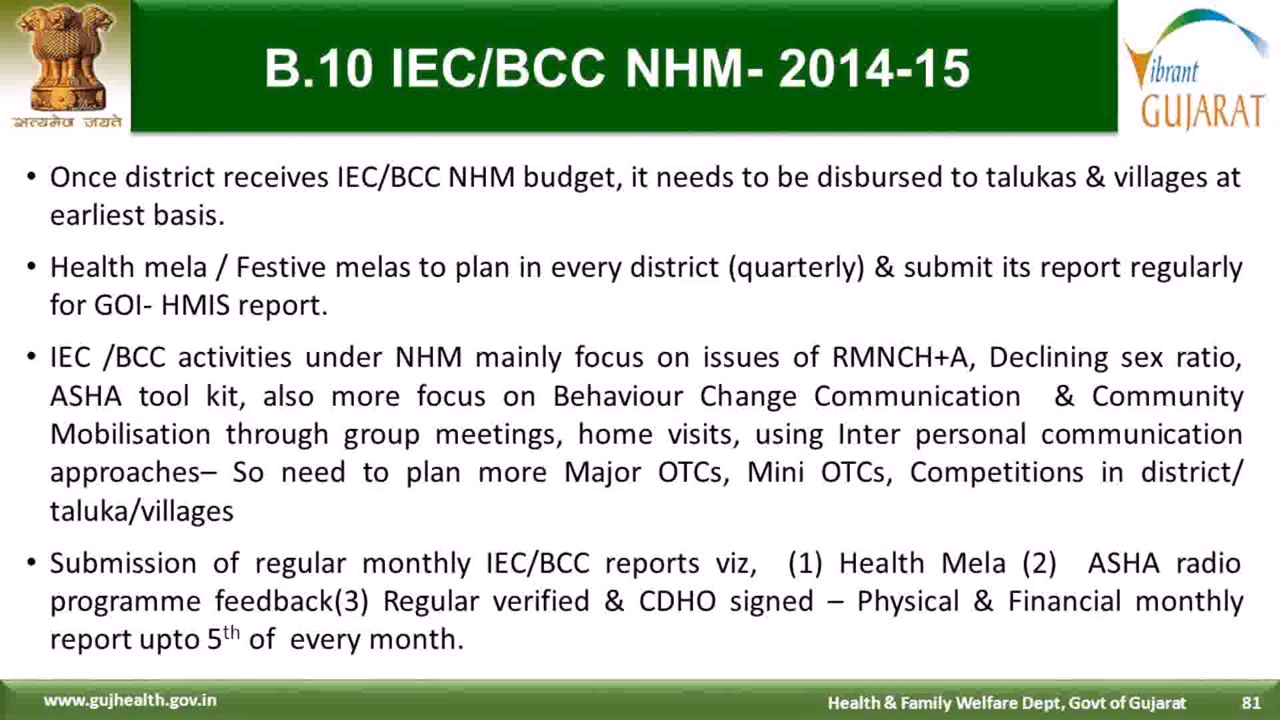 B.10 IEC/BCC NHM- 2014-15
सत्यमेव जयते
Vibrant
GUJARAT
• Once district receives IEC/BCC NHM budget, it needs to be disbursed to talukas & villages at
earliest basis.
• Health mela / Festive melas to plan in every district (quarterly) & submit its report regularly
for GOI- HMIS report.
• IEC /BCC activities under NHM mainly focus on issues of RMNCH+A, Declining sex ratio,
ASHA tool kit, also more focus on Behaviour Change Communication & Community
Mobilisation through group meetings, home visits, using Inter personal communication
approaches– So need to plan more Major OTCs, Mini OTCs, Competitions in district/
taluka/villages
• Submission of regular monthly IEC/BCC reports viz, (1) Health Mela (2) ASHA radio
programme feedback(3) Regular verified & CDHO signed – Physical & Financial monthly
report upto 5th of every month.
www.gujhealth.gov.in
Health & Family Welfare Dept, Govt of Gujarat 81